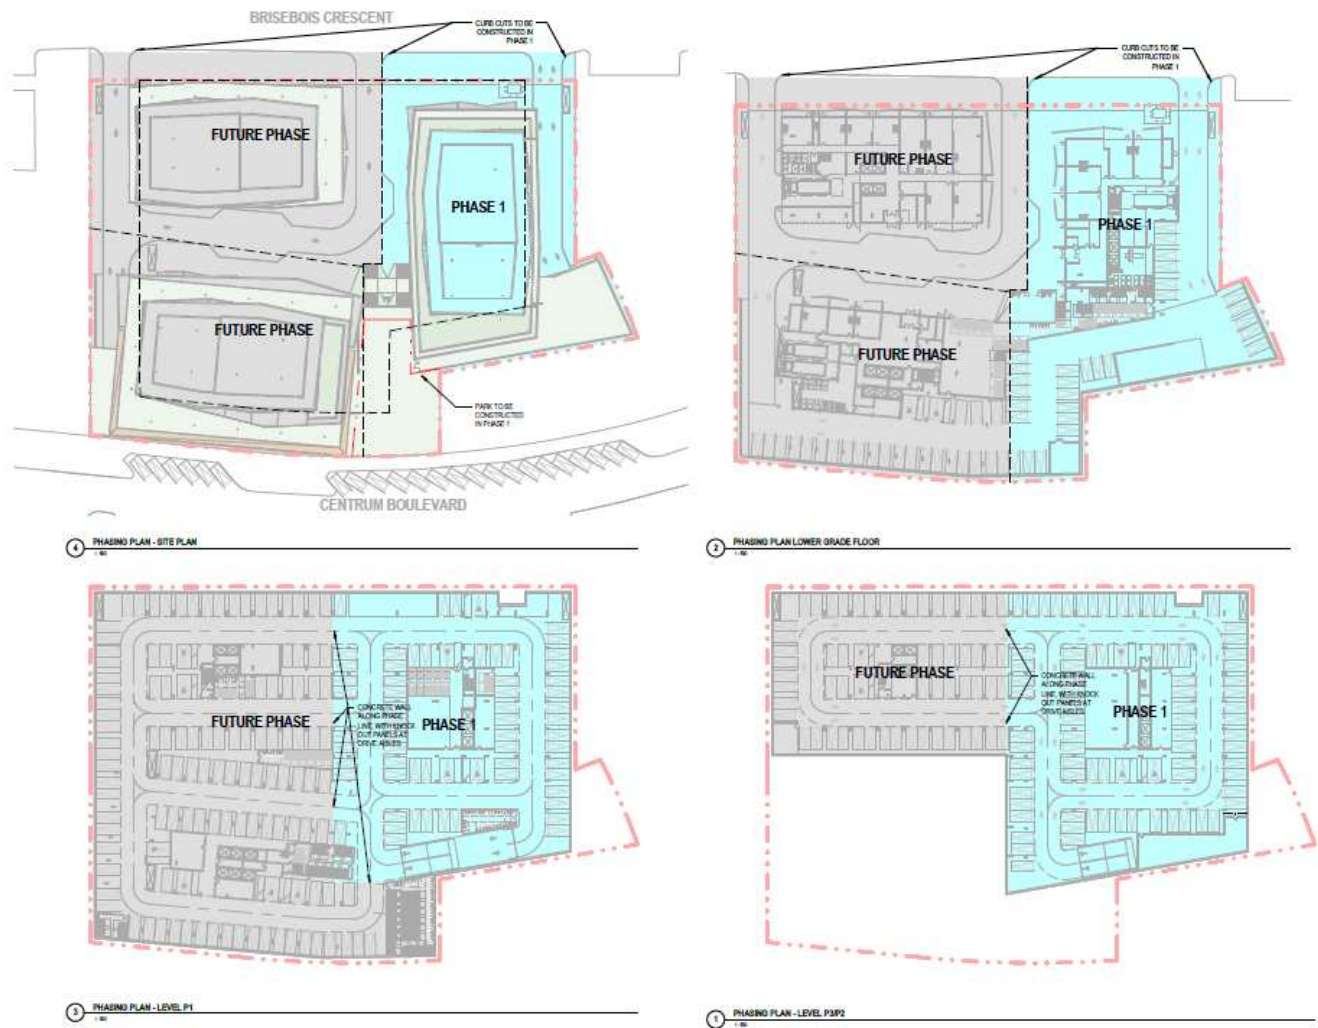 BRISEBOIS CRESCENT
CURB CUTS TO BE
CONSTRUCTED IN
PHASE 1
FUTURE PHASE
PHASE 1
FUTURE PHASE
PARK TO BE
CONSTRUCTED
IN PHASE 1
CENTRUM BOULEVARD
4 PHASING PLAN - SITE PLAN
CURB CUTS TO BE
CONSTRUCTED IN
PHASE 1
FUTURE PHASE
PHASE 1
FUTURE PHASE
2 PHASING PLAN LOWER GRADE FLOOR
FUTURE PHASE
CONCRETE WALL
ALONG PHASE
LINE, WITH KNOCK
OUT PANELS AT
DRIVE AISLES
PHASE 1
3 PHASING PLAN - LEVEL P1
FUTURE PHASE
CONCRETE WALL
ALONG PHASE
LINE, WITH KNOCK
OUT PANELS AT
DRIVE AISLES
PHASE 1
1 PHASING PLAN - LEVEL P3/P2